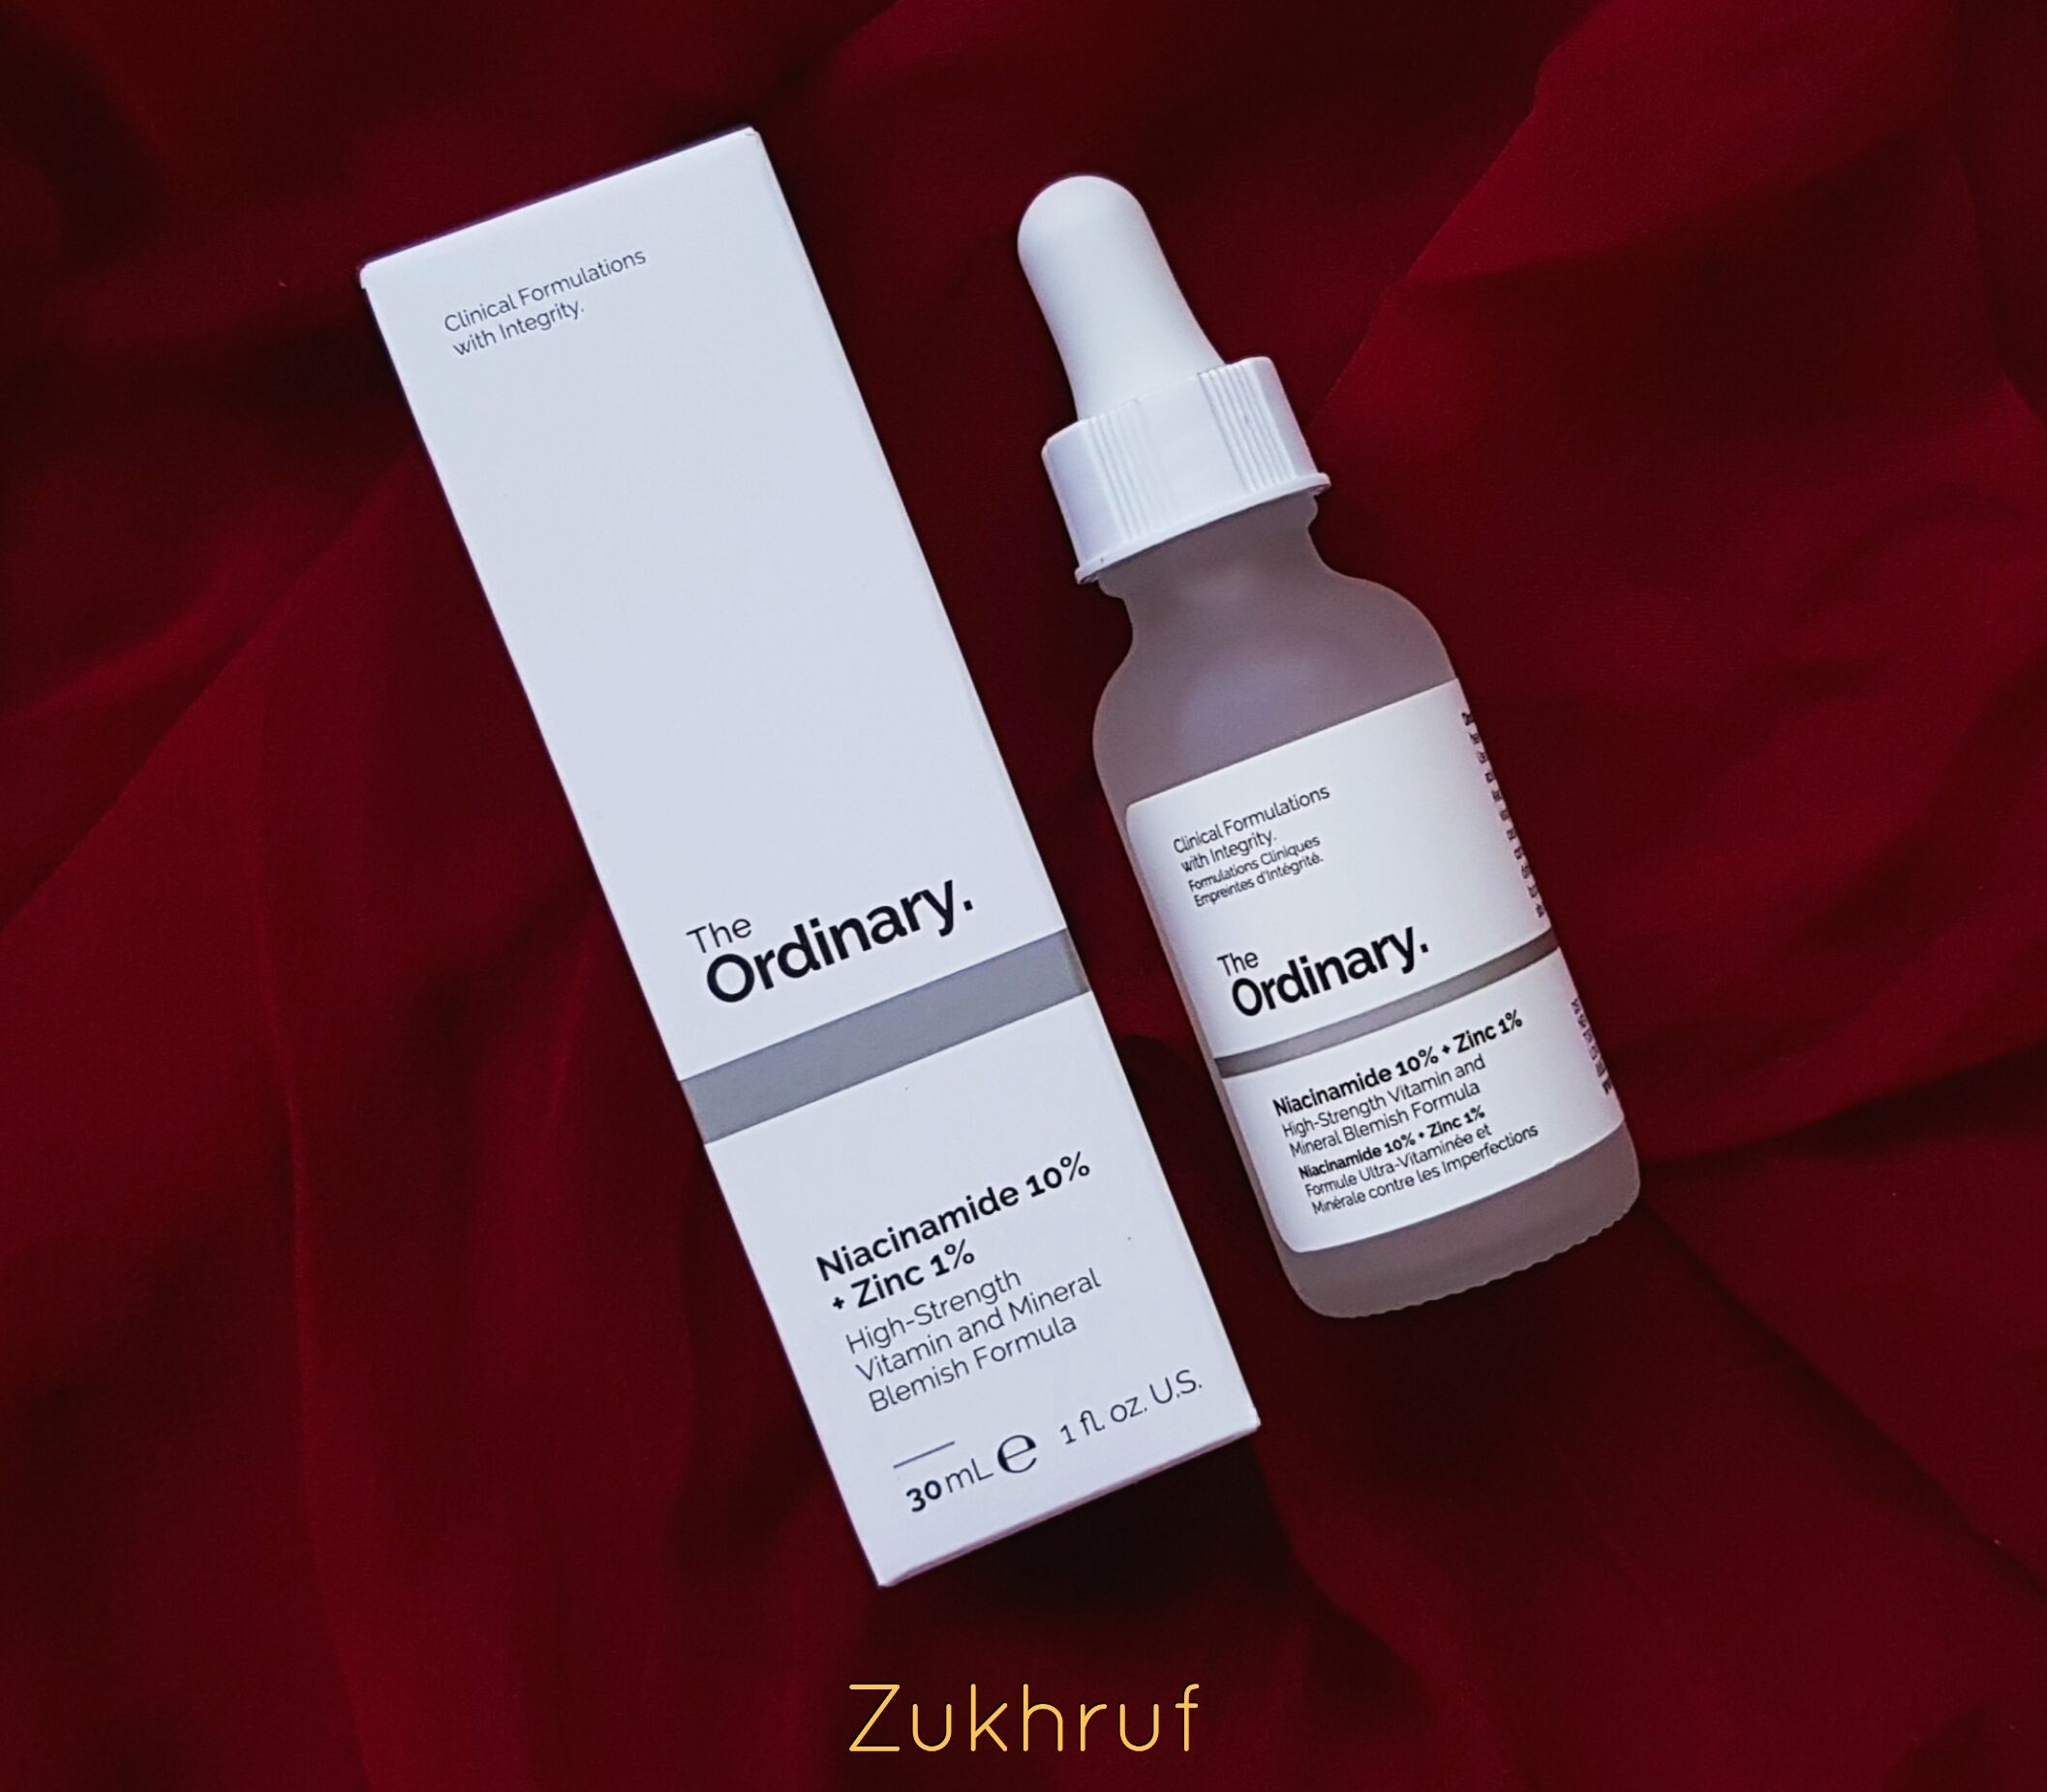 Clinical Formulations
with Integrity.
The
Ordinary.
Niacinamide 10%
+ Zinc 1%
High-Strength
Vitamin and Mineral
Blemish Formula
30 mL e 1 fl. oz. U.S.
Clinical Formulations
with Integrity.
Formulations Cliniques
Empreintes d'Intégrité.
The
Ordinary.
Niacinamide 10% + Zinc 1%
High-Strength Vitamin and
Mineral Blemish Formula
Niacinamide 10% + Zinc 1%
Formule Ultra-Vitaminée et
Minérale contre les Imperfections
Zukhruf